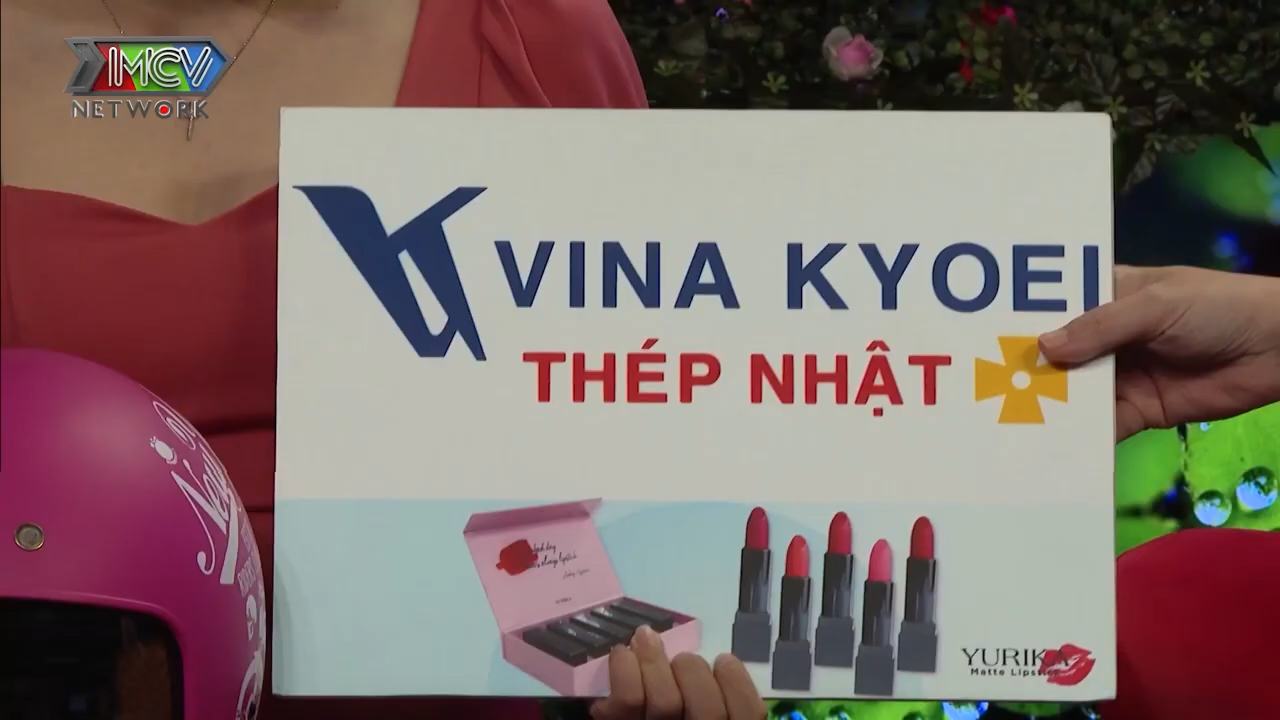 MCV
NETWORK
VINA KYOEI
THÉP NHẬT
YURIKA
Matte Lipstick